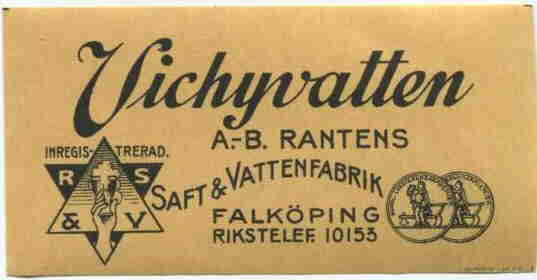 Vichyvatten
A.-B. RANTENS
INREGIS-TRERAD.
SAFT & VATTENFABRIK
R S
& V
FALKÖPING
RIKSTELEF. 10153